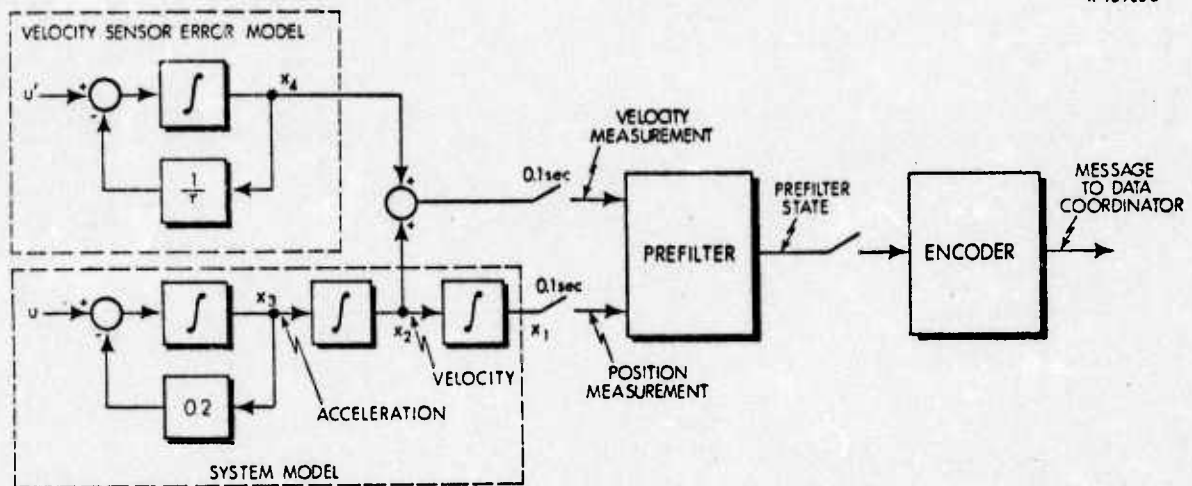 VELOCITY SENSOR ERROR MODEL
u'
+
-
∫
x4
1/τ
VELOCITY
MEASUREMENT
0.1sec
+
+
PREFILTER
PREFILTER
STATE
ENCODER
MESSAGE
TO DATA
COORDINATOR
u
+
-
∫
x3
∫
x2
∫
x1
0.1sec
VELOCITY
POSITION
MEASUREMENT
0.2
ACCELERATION
SYSTEM MODEL